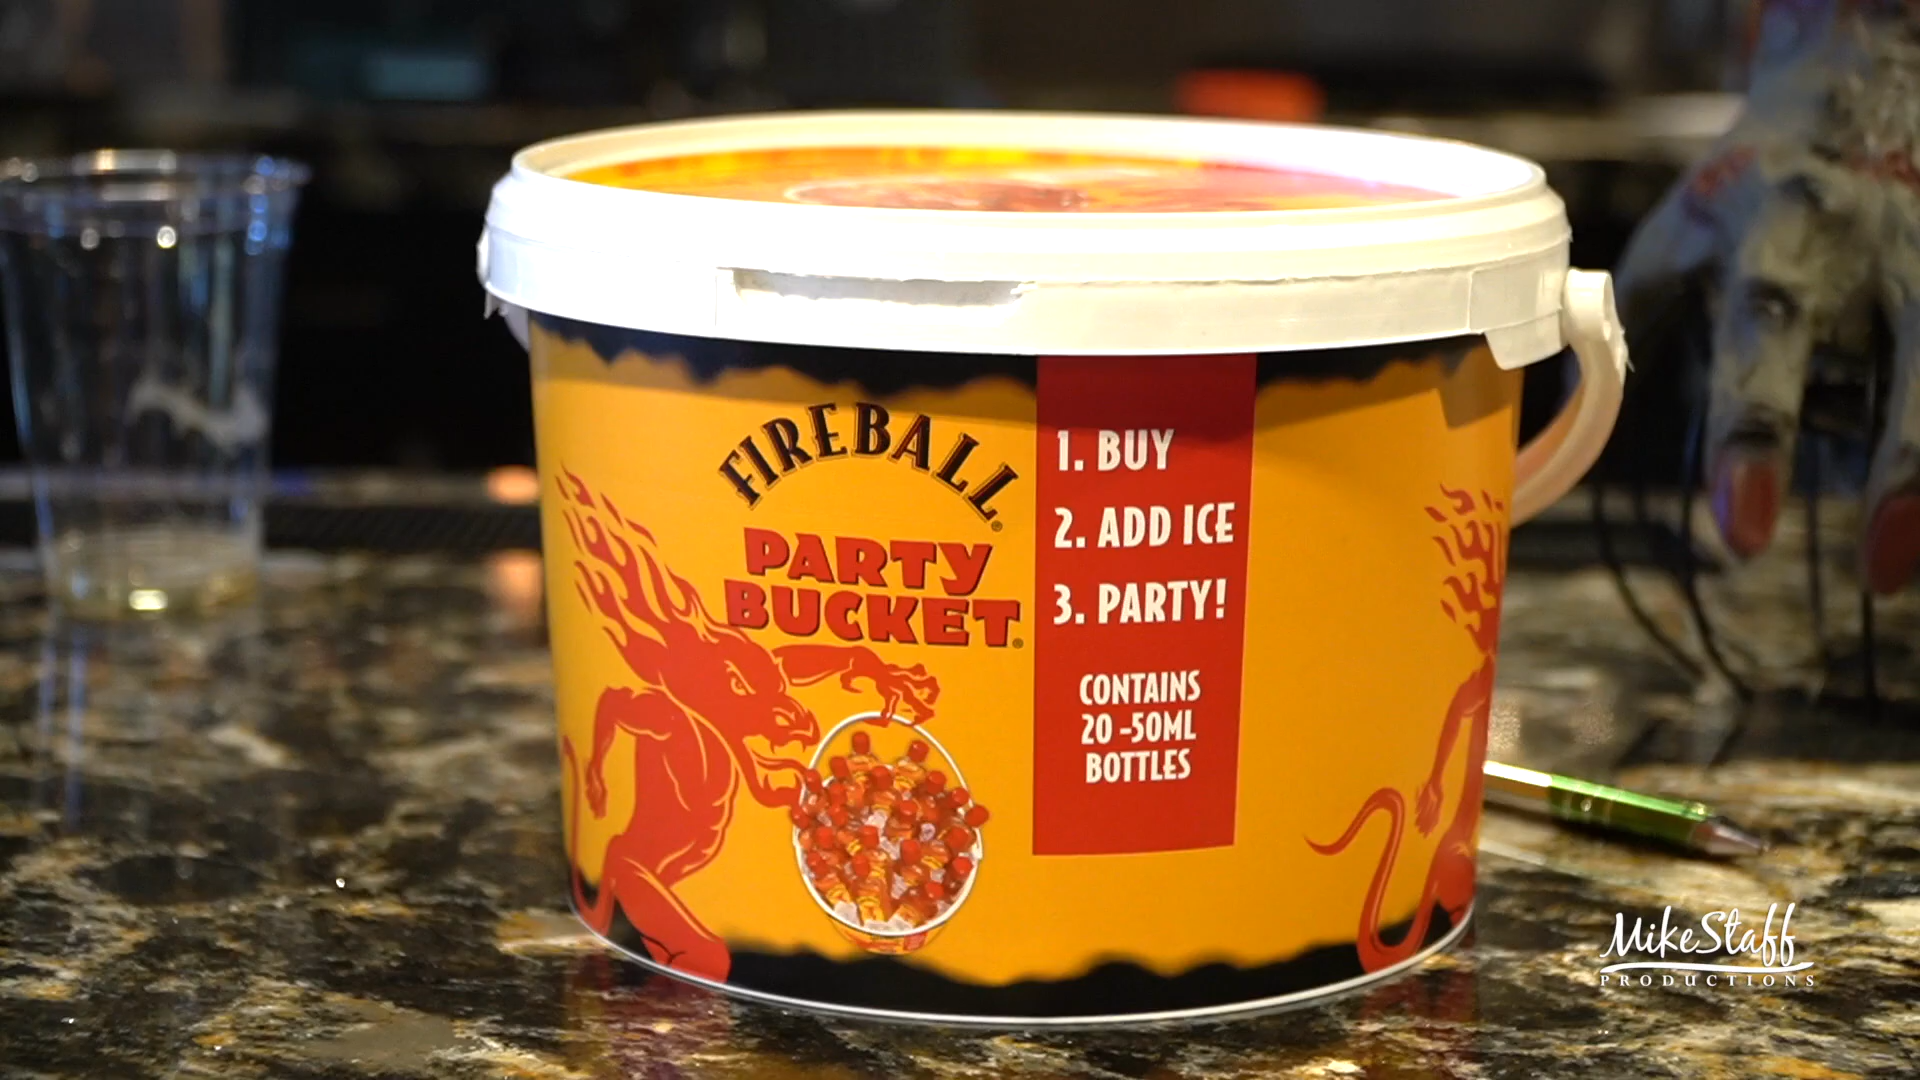 FIREBALL®
PARTY
BUCKET®
1. BUY
2. ADD ICE
3. PARTY!
CONTAINS
20 -50ML
BOTTLES
MikeStaff
PRODUCTIONS